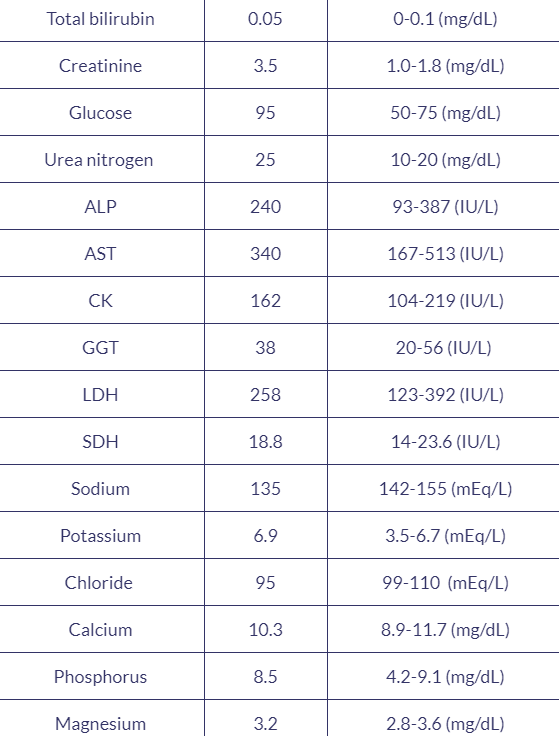 Total bilirubin 0.05 0-0.1 (mg/dL)
Creatinine 3.5 1.0-1.8 (mg/dL)
Glucose 95 50-75 (mg/dL)
Urea nitrogen 25 10-20 (mg/dL)
ALP 240 93-387 (IU/L)
AST 340 167-513 (IU/L)
CK 162 104-219 (IU/L)
GGT 38 20-56 (IU/L)
LDH 258 123-392 (IU/L)
SDH 18.8 14-23.6 (IU/L)
Sodium 135 142-155 (mEq/L)
Potassium 6.9 3.5-6.7 (mEq/L)
Chloride 95 99-110 (mEq/L)
Calcium 10.3 8.9-11.7 (mg/dL)
Phosphorus 8.5 4.2-9.1 (mg/dL)
Magnesium 3.2 2.8-3.6 (mg/dL)